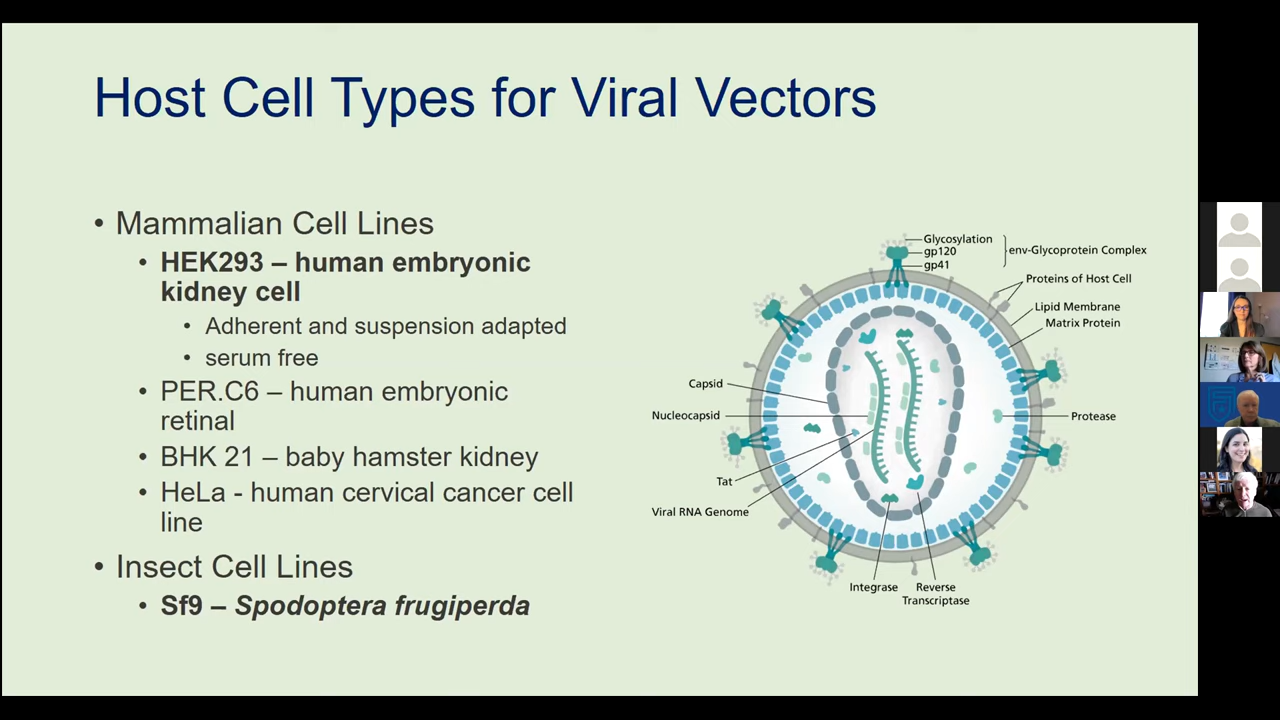 Host Cell Types for Viral Vectors
• Mammalian Cell Lines
• HEK293 – human embryonic
kidney cell
• Adherent and suspension adapted
• serum free
• PER.C6 – human embryonic
retinal
• BHK 21 – baby hamster kidney
• HeLa - human cervical cancer cell
line
• Insect Cell Lines
• Sf9 – Spodoptera frugiperda
Glycosylation
gp120
gp41
env-Glycoprotein Complex
Proteins of Host Cell
Lipid Membrane
Matrix Protein
Capsid
Nucleocapsid
Protease
Tat
Viral RNA Genome
Integrase
Reverse
Transcriptase